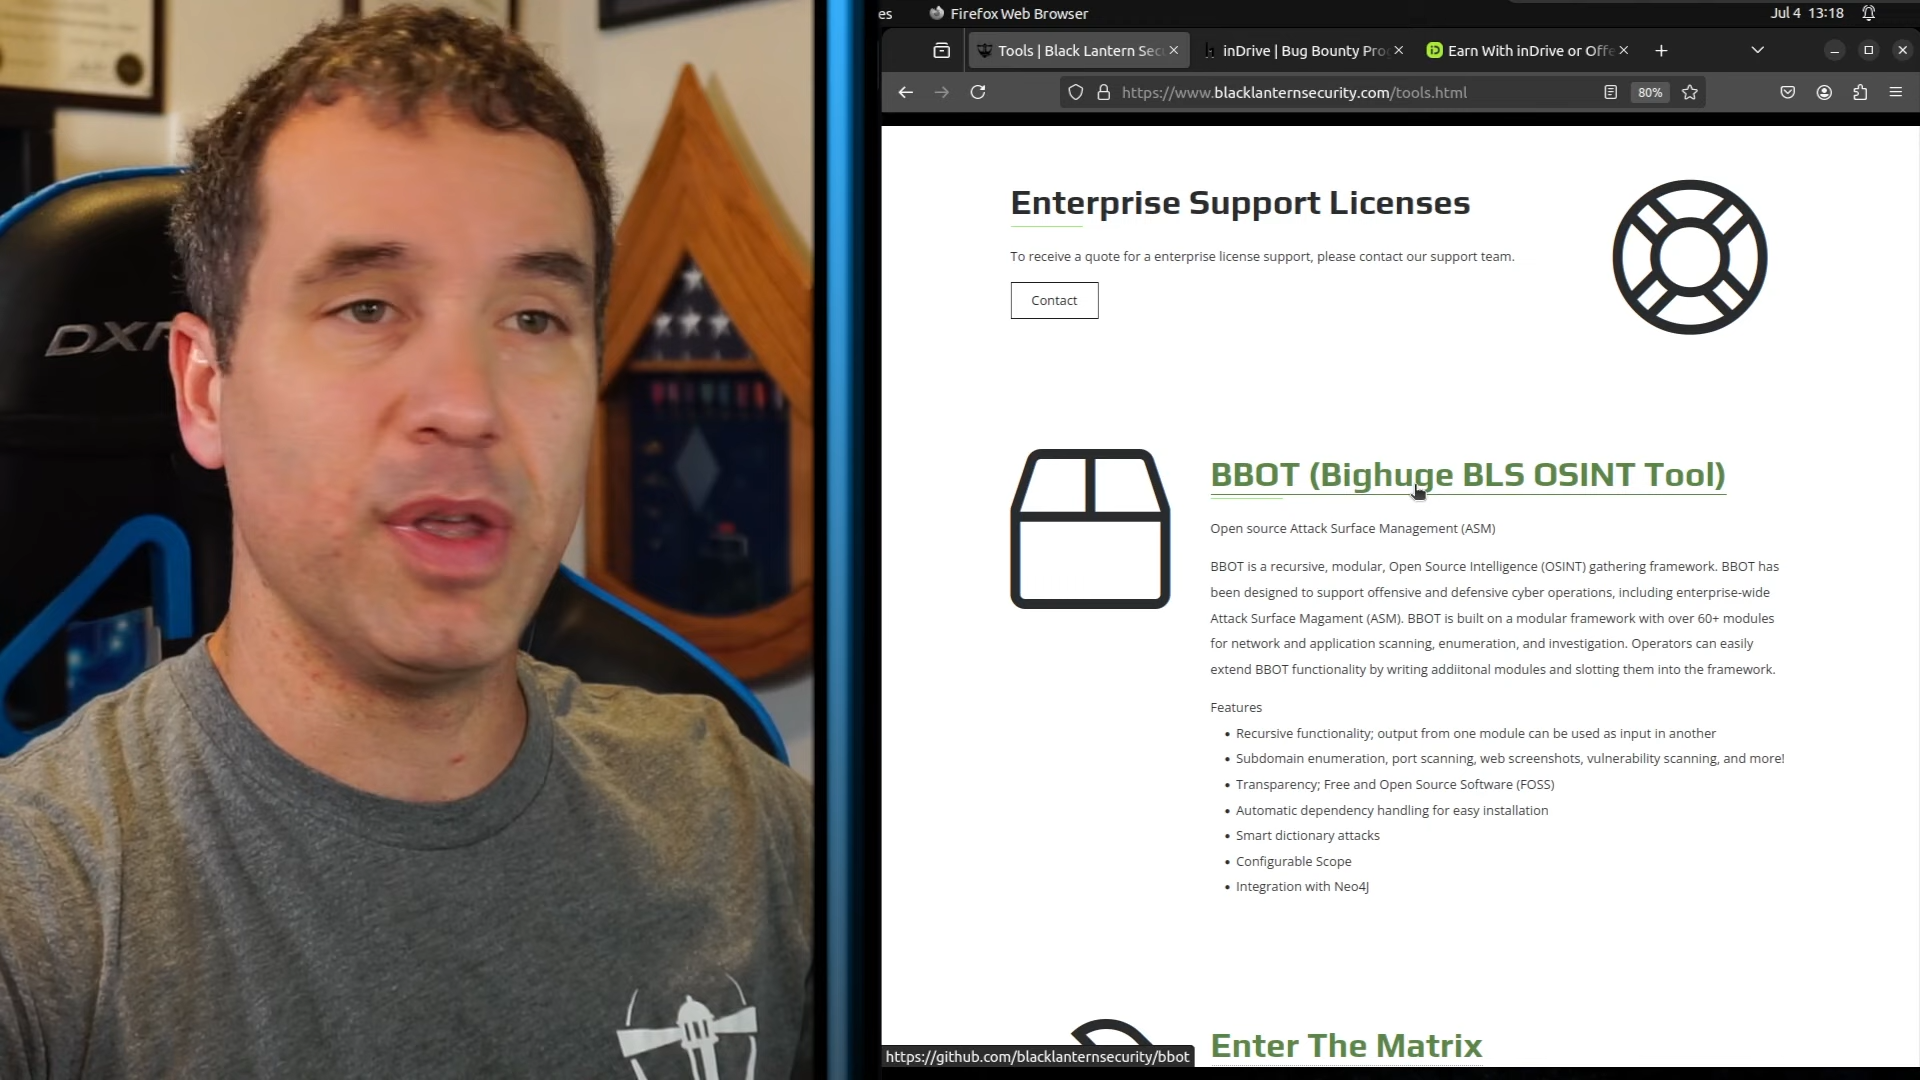 es
Firefox Web Browser
Jul 4 13:18
Tools | Black Lantern Sec
inDrive | Bug Bounty Pro
Earn With inDrive or Offe
https://www.blacklanternsecurity.com/tools.html
80%
DXR
Enterprise Support Licenses
To receive a quote for a enterprise license support, please contact our support team.
Contact
BBOT (Bighuge BLS OSINT Tool)
Open source Attack Surface Management (ASM)
BBOT is a recursive, modular, Open Source Intelligence (OSINT) gathering framework. BBOT has
been designed to support offensive and defensive cyber operations, including enterprise-wide
Attack Surface Magament (ASM). BBOT is built on a modular framework with over 60+ modules
for network and application scanning, enumeration, and investigation. Operators can easily
extend BBOT functionality by writing addiitonal modules and slotting them into the framework.
Features
• Recursive functionality; output from one module can be used as input in another
• Subdomain enumeration, port scanning, web screenshots, vulnerability scanning, and more!
• Transparency; Free and Open Source Software (FOSS)
• Automatic dependency handling for easy installation
• Smart dictionary attacks
• Configurable Scope
• Integration with Neo4J
Enter The Matrix
https://github.com/blacklanternsecurity/bbot